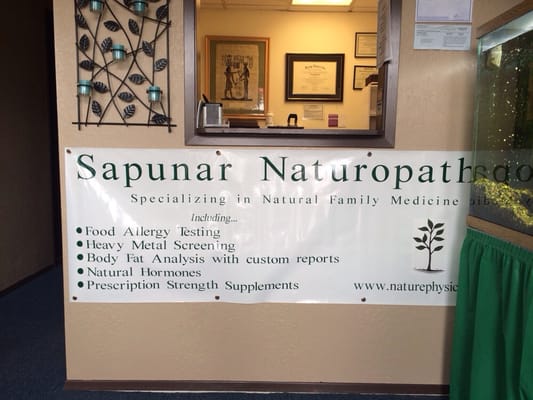 Sapunar Naturopath
Specializing in Natural Family Medicine
Including...
Food Allergy Testing
Heavy Metal Screening
Body Fat Analysis with custom reports
Natural Hormones
Prescription Strength Supplements
www.naturephysic